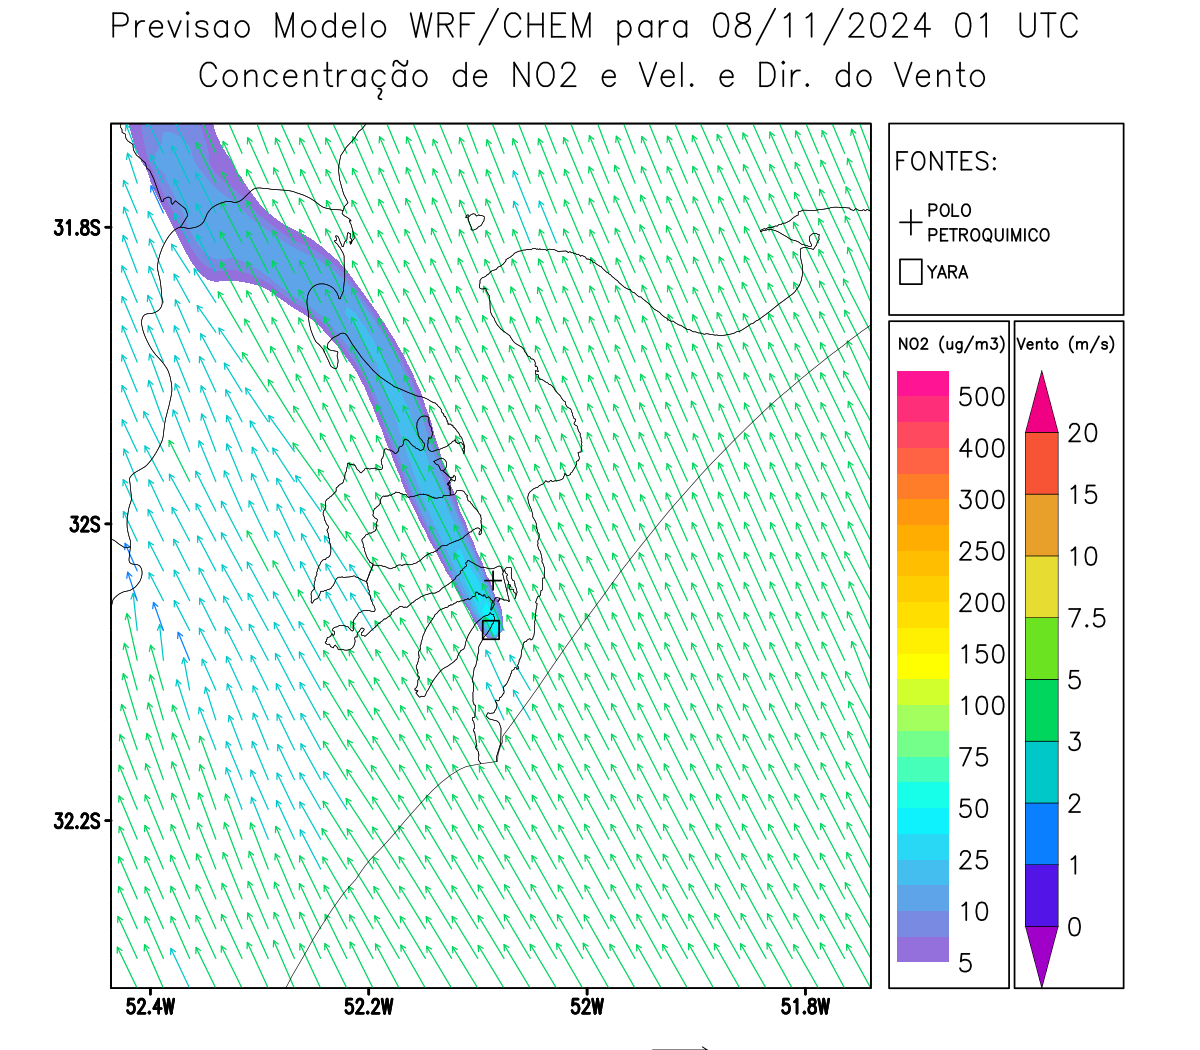 Previsao Modelo WRF/CHEM para 08/11/2024 01 UTC
Concentração de NO2 e Vel. e Dir. do Vento
FONTES:
POLO
PETROQUIMICO
YARA
NO2 (ug/m3)
500
400
300
250
200
150
100
75
50
25
10
5
Vento (m/s)
20
15
10
7.5
5
3
2
1
0
31.8S
32S
32.2S
52.4W 52.2W 52W 51.8W